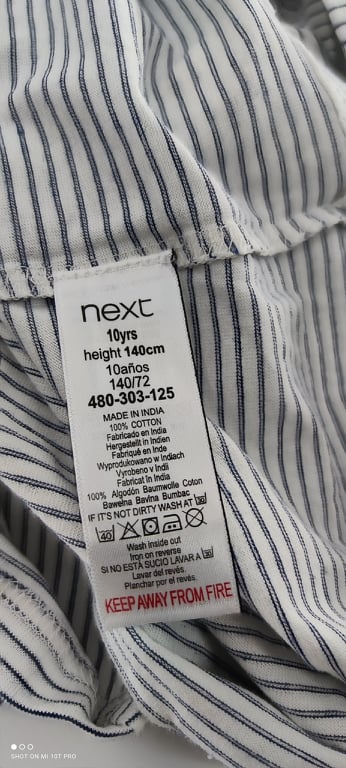 next
10yrs
height 140cm
10años
140/72
480-303-125
MADE IN INDIA
100% COTTON
Fabricado en India
Hergestellt in Indien
Fabriqué en Inde
Wyprodukowano w Indiach
Vyrobeno v Indii
Fabricat în India
100% Algodón Baumwolle Coton
Bawełna Bavlna Bumbac
IF IT'S NOT DIRTY WASH AT 30
40
Wash inside out
Iron on reverse
SI NO ESTÁ SUCIO LAVAR A 30
Lavar del revés.
Planchar por el revés.
KEEP AWAY FROM FIRE
SHOT ON MI 10T PRO